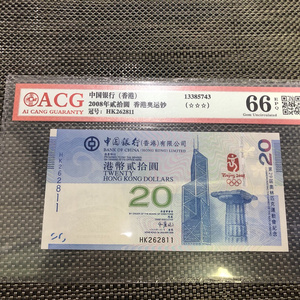 ACG
AI CANG GUARANTY
中国银行（香港）
2008年贰拾圆 香港奥运钞
冠号：HK262811
13385743
（☆☆☆）
66 EPQ
Gem Uncirculated
中國銀行(香港)有限公司
BANK OF CHINA (HONG KONG) LIMITED
港幣貳拾圓
TWENTY
HONG KONG DOLLARS
20
HK262811
HK262811
Beijing 2008
20